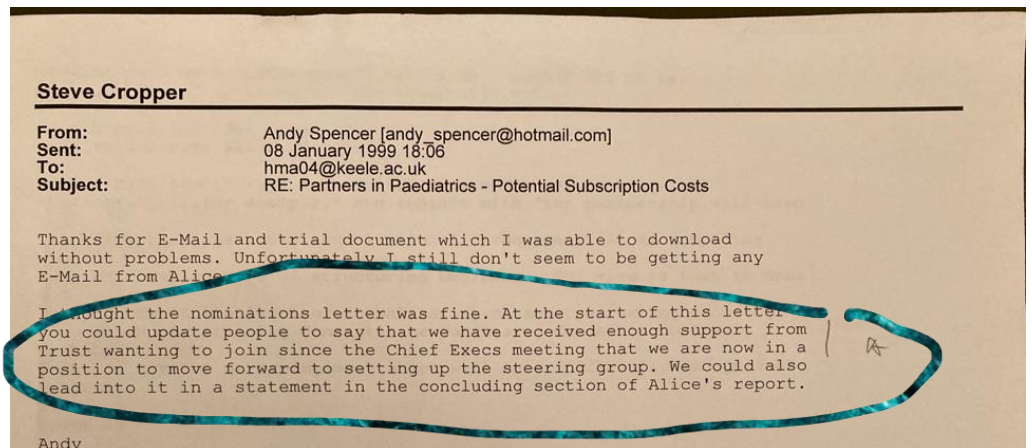 Steve Cropper
From: Andy Spencer [andy_spencer@hotmail.com]
Sent: 08 January 1999 18:06
To: hma04@keele.ac.uk
Subject: RE: Partners in Paediatrics - Potential Subscription Costs
Thanks for E-Mail and trial document which I was able to download
without problems. Unfortunately I still don't seem to be getting any
E-Mail from Alice
I thought the nominations letter was fine. At the start of this letter
you could update people to say that we have received enough support from
Trust wanting to join since the Chief Execs meeting that we are now in a
position to move forward to setting up the steering group. We could also
lead into it in a statement in the concluding section of Alice's report.
Andy